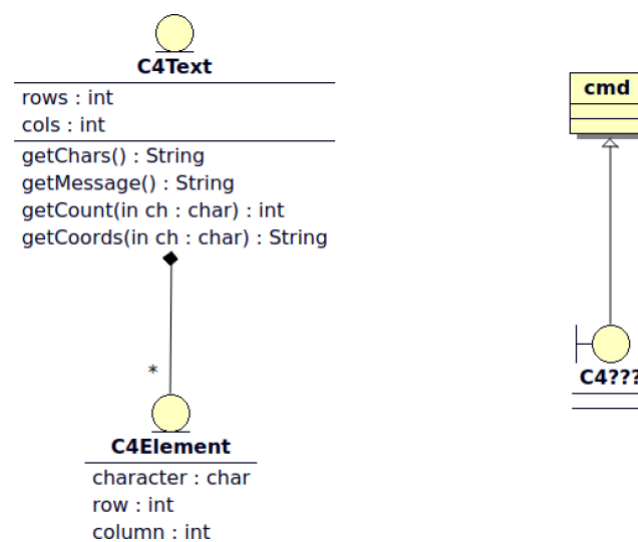 C4Text
rows : int
cols : int
getChars() : String
getMessage() : String
getCount(in ch : char) : int
getCoords(in ch : char) : String
*
C4Element
character : char
row : int
column : int
cmd
C4???